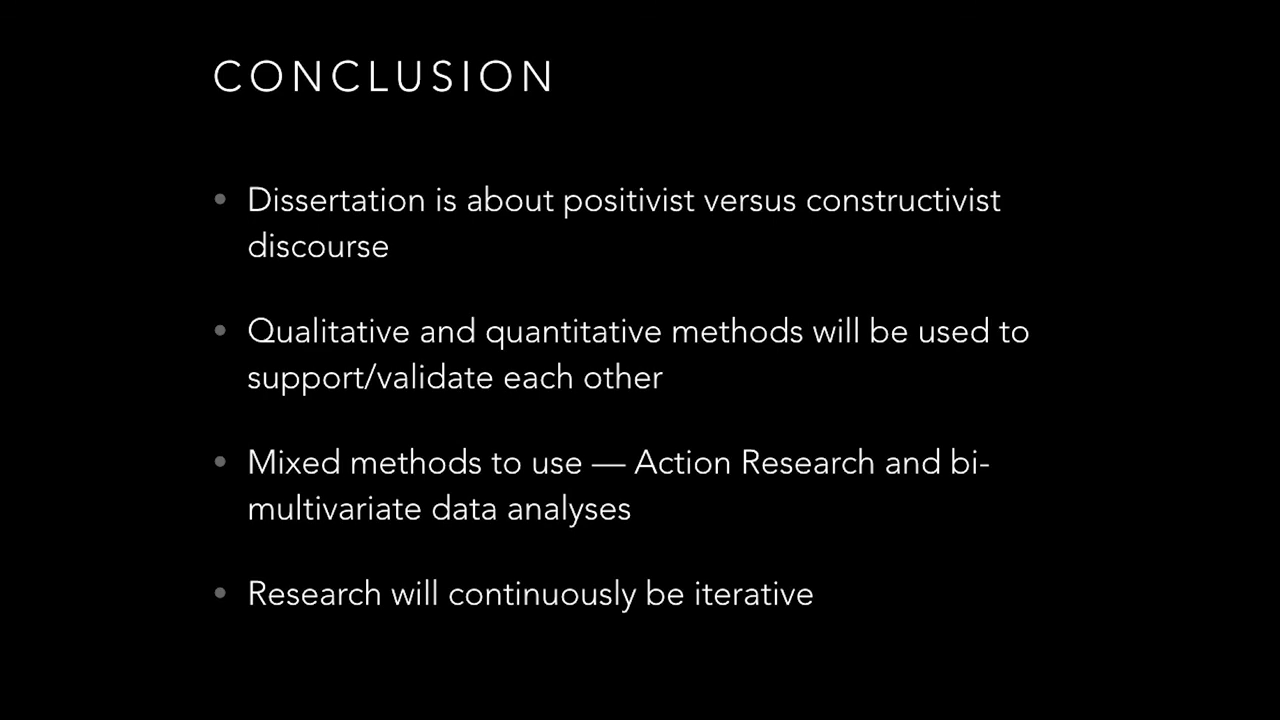 CONCLUSION
• Dissertation is about positivist versus constructivist
discourse
• Qualitative and quantitative methods will be used to
support/validate each other
• Mixed methods to use — Action Research and bi-
multivariate data analyses
• Research will continuously be iterative